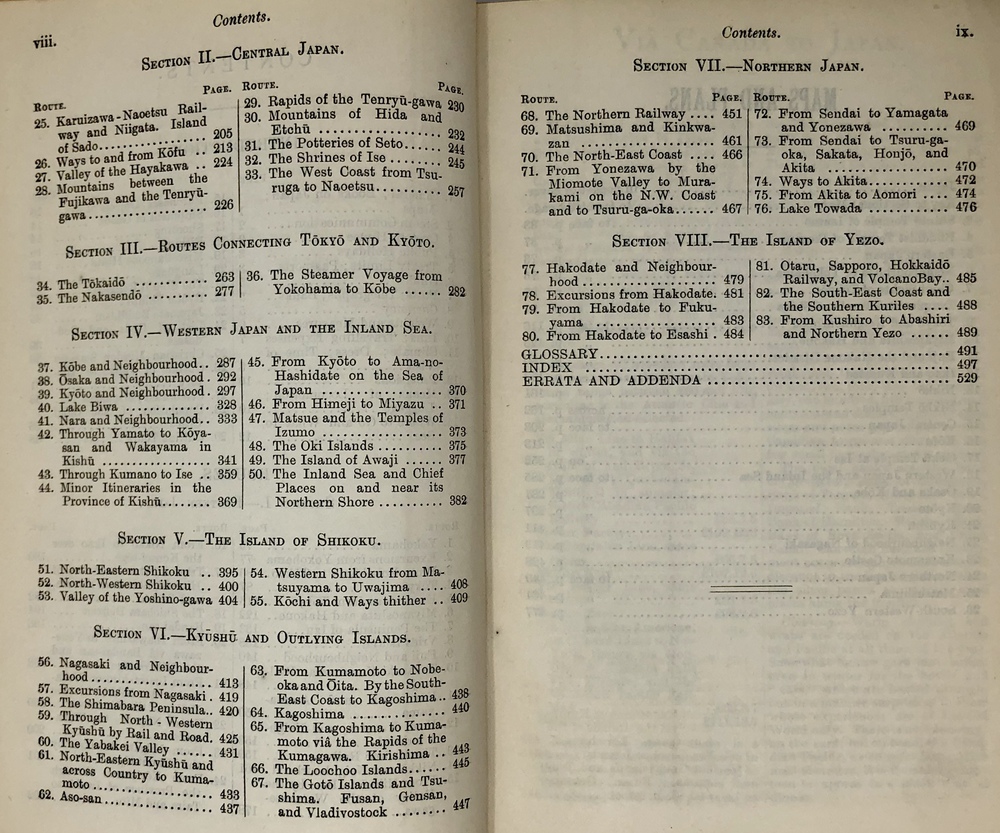 viii.
Contents.
Section II.—Central Japan.
Route. Page.
25. Karuizawa-Naoetsu Rail-
way and Niigata. Island
of Sado............... 205
26. Ways to and from Kōfu .. 213
27. Valley of the Hayakawa .. 224
28. Mountains between the
Fujikawa and the Tenryū-
gawa................. 226
Route. Page.
29. Rapids of the Tenryū-gawa 230
30. Mountains of Hida and
Etchū ................. 232
31. The Potteries of Seto...... 244
32. The Shrines of Ise ........ 245
33. The West Coast from Tsu-
ruga to Naoetsu.......... 257
Section III.—Routes Connecting Tōkyō and Kyōto.
34. The Tōkaidō ........... 263
35. The Nakasendō ......... 277
36. The Steamer Voyage from
Yokohama to Kōbe ...... 282
Section IV.—Western Japan and the Inland Sea.
37. Kōbe and Neighbourhood.. 287
38. Ōsaka and Neighbourhood. 292
39. Kyōto and Neighbourhood. 297
40. Lake Biwa ............. 328
41. Nara and Neighbourhood.. 333
42. Through Yamato to Kōya-
san and Wakayama in
Kishū ................. 341
43. Through Kumano to Ise .. 359
44. Minor Itineraries in the
Province of Kishū........ 369
45. From Kyōto to Ama-no-
Hashidate on the Sea of
Japan ................. 370
46. From Himeji to Miyazu .. 371
47. Matsue and the Temples of
Izumo ................. 373
48. The Oki Islands .......... 375
49. The Island of Awaji ...... 377
50. The Inland Sea and Chief
Places on and near its
Northern Shore .......... 382
Section V.—The Island of Shikoku.
51. North-Eastern Shikoku .. 395
52. North-Western Shikoku .. 400
53. Valley of the Yoshino-gawa 404
54. Western Shikoku from Ma-
tsuyama to Uwajima .... 408
55. Kōchi and Ways thither .. 409
Section VI.—Kyūshū and Outlying Islands.
56. Nagasaki and Neighbour-
hood................. 413
57. Excursions from Nagasaki. 419
58. The Shimabara Peninsula.. 420
59. Through North-Western
Kyūshū by Rail and Road. 425
60. The Yabakei Valley ...... 431
61. North-Eastern Kyūshū and
across Country to Kuma-
moto ................. 433
62. Aso-san................ 437
63. From Kumamoto to Nobe-
oka and Ōita. By the South-
East Coast to Kagoshima.. 438
64. Kagoshima ............. 440
65. From Kagoshima to Kuma-
moto viâ the Rapids of the
Kumagawa. Kirishima .. 443
66. The Loochoo Islands...... 445
67. The Gotō Islands and Tsu-
shima. Fusan, Gensan,
and Vladivostock ........ 447
Contents.
ix.
Section VII.—Northern Japan.
Route. Page.
68. The Northern Railway .... 451
69. Matsushima and Kinkwa-
zan ................... 461
70. The North-East Coast .... 466
71. From Yonezawa by the
Miomote Valley to Mura-
kami on the N.W. Coast
and to Tsuru-ga-oka...... 467
Route. Page.
72. From Sendai to Yamagata
and Yonezawa .......... 469
73. From Sendai to Tsuru-ga-
oka, Sakata, Honjō, and
Akita ................. 470
74. Ways to Akita............ 472
75. From Akita to Aomori .... 474
76. Lake Towada ............ 476
Section VIII.—The Island of Yezo.
77. Hakodate and Neighbour-
hood ................... 479
78. Excursions from Hakodate. 481
79. From Hakodate to Fuku-
yama ................. 483
80. From Hakodate to Esashi . 484
81. Otaru, Sapporo, Hokkaidō
Railway, and Volcano Bay.. 485
82. The South-East Coast and
the Southern Kuriles .... 488
83. From Kushiro to Abashiri
and Northern Yezo ...... 489
GLOSSARY.................................... 491
INDEX ...................................... 497
ERRATA AND ADDENDA ........................ 529